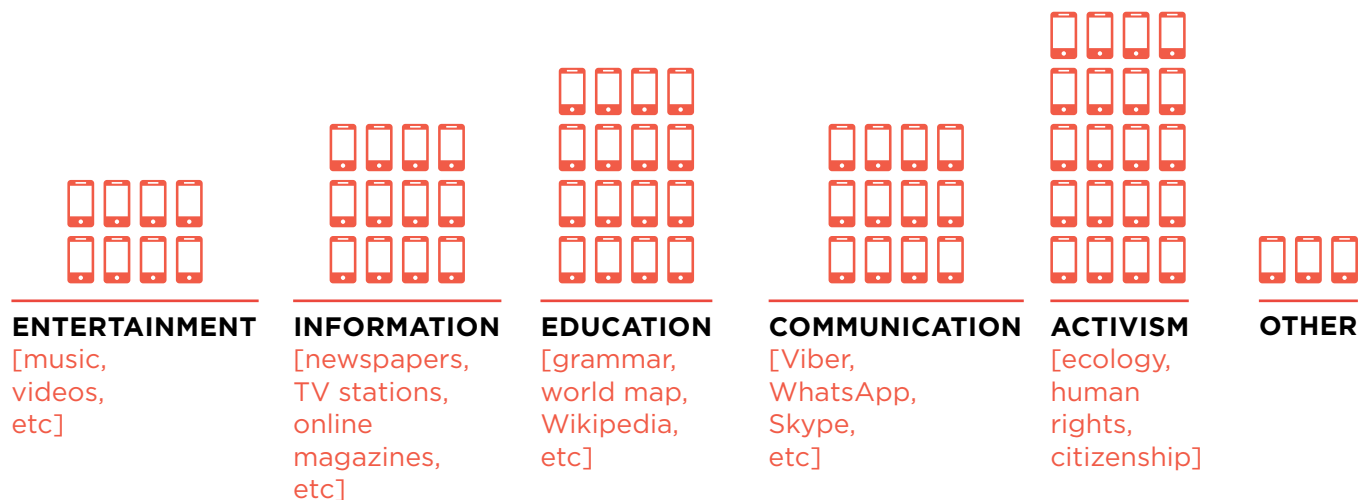 ENTERTAINMENT
[music,
videos,
etc]
INFORMATION
[newspapers,
TV stations,
online
magazines,
etc]
EDUCATION
[grammar,
world map,
Wikipedia,
etc]
COMMUNICATION
[Viber,
WhatsApp,
Skype,
etc]
ACTIVISM
[ecology,
human
rights,
citizenship]
OTHER